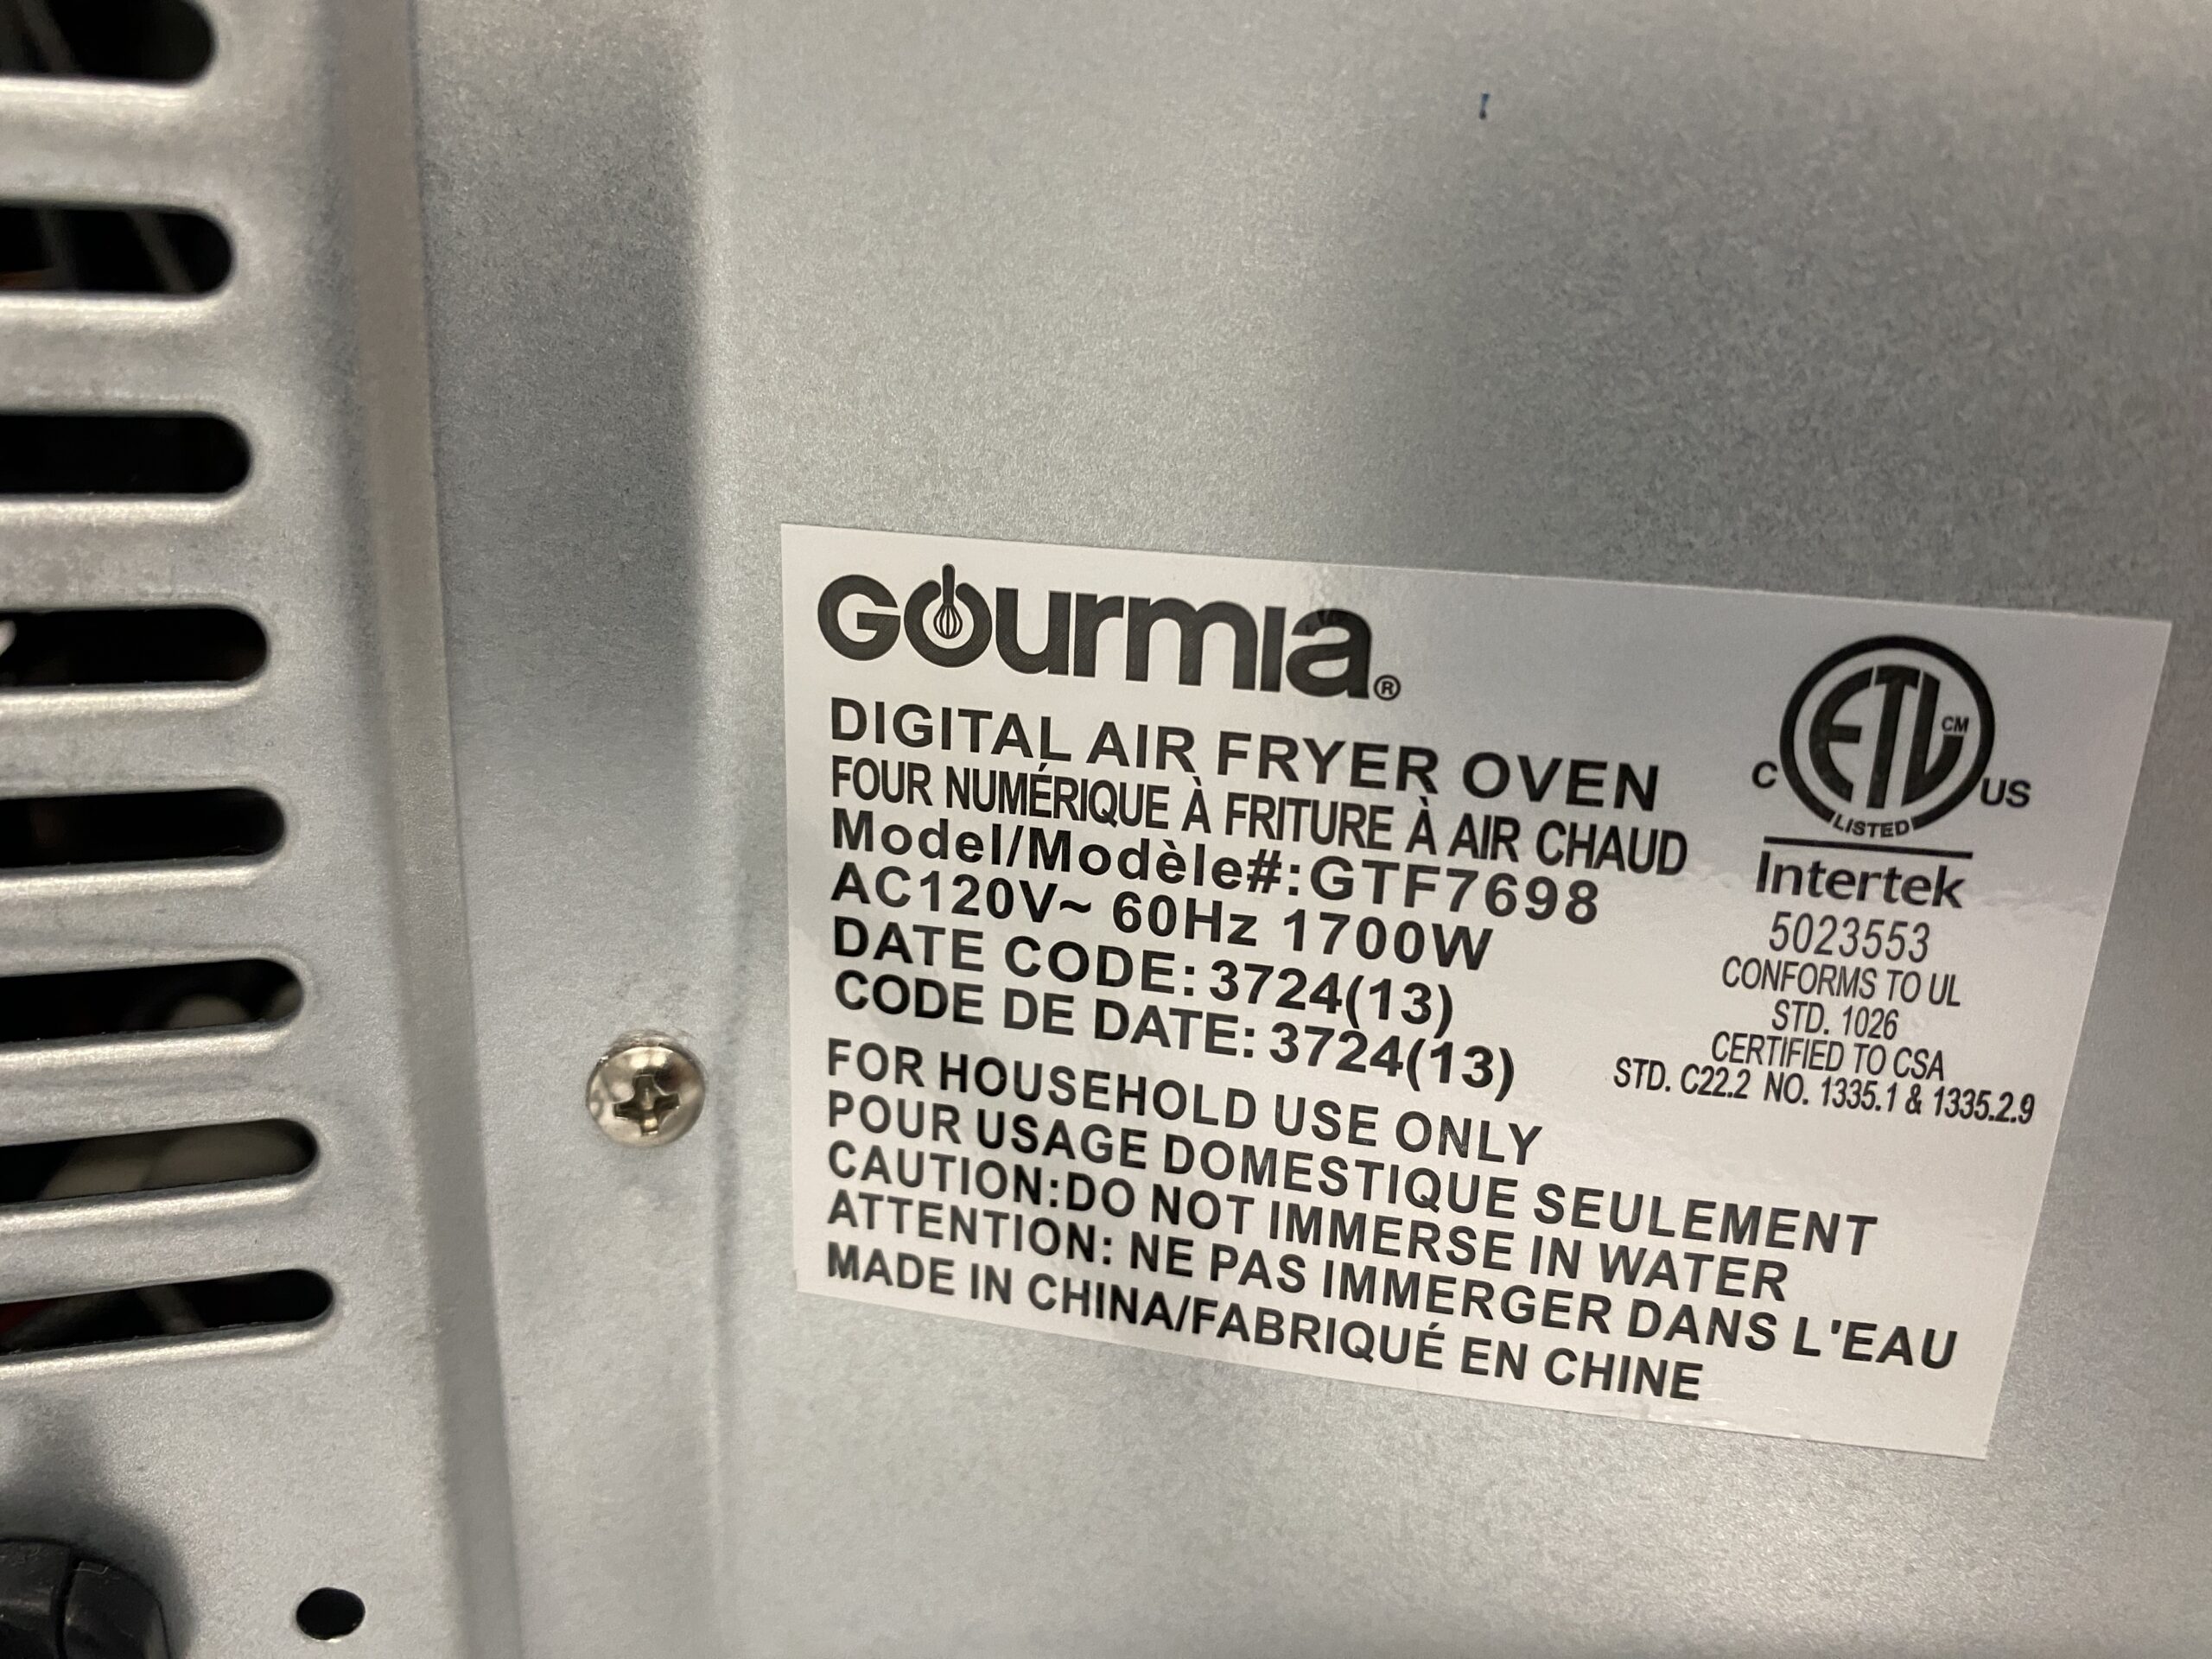 Gourmia®
DIGITAL AIR FRYER OVEN
FOUR NUMÉRIQUE À FRITURE À AIR CHAUD
Model/Modèle#:GTF7698
AC120V~ 60Hz 1700W
DATE CODE: 3724(13)
CODE DE DATE: 3724(13)
FOR HOUSEHOLD USE ONLY
POUR USAGE DOMESTIQUE SEULEMENT
CAUTION:DO NOT IMMERSE IN WATER
ATTENTION: NE PAS IMMERGER DANS L'EAU
MADE IN CHINA/FABRIQUÉ EN CHINE
ETL CM
C US
LISTED
Intertek
5023553
CONFORMS TO UL
STD. 1026
CERTIFIED TO CSA
STD. C22.2 NO. 1335.1 & 1335.2.9